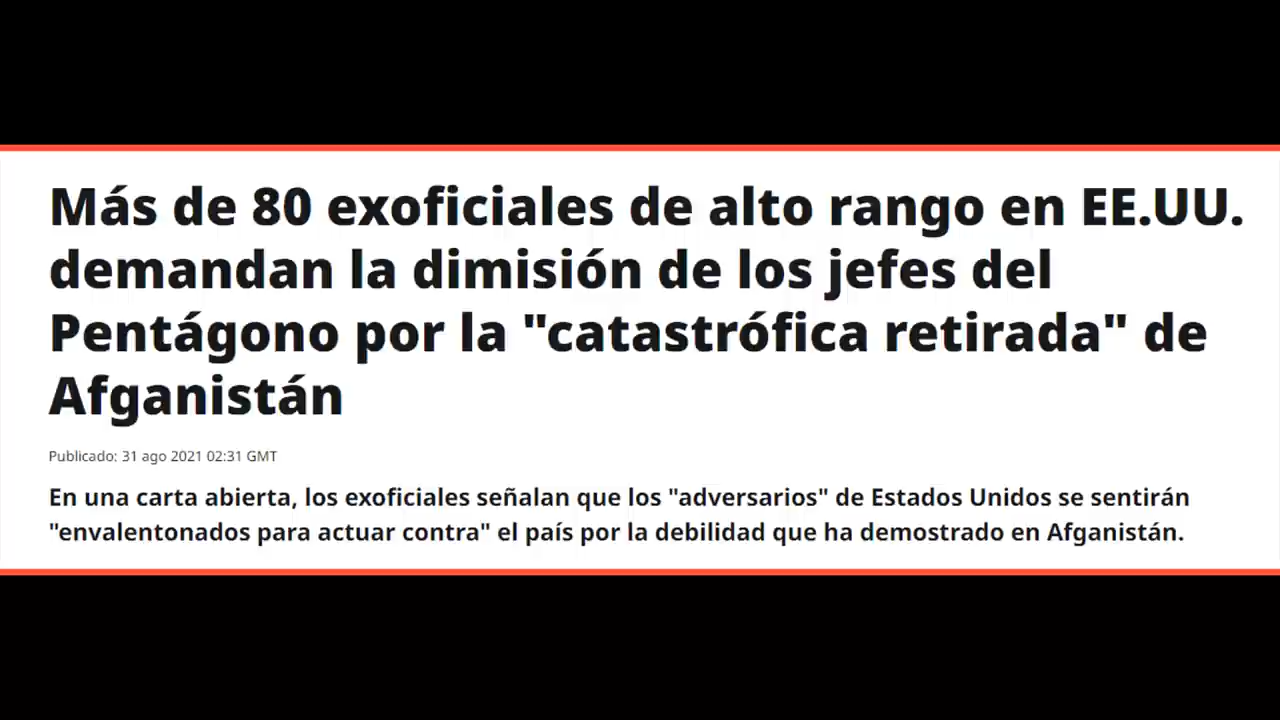 Más de 80 exoficiales de alto rango en EE.UU.
demandan la dimisión de los jefes del
Pentágono por la "catastrófica retirada" de
Afganistán
Publicado: 31 ago 2021 02:31 GMT
En una carta abierta, los exoficiales señalan que los "adversarios" de Estados Unidos se sentirán
"envalentonados para actuar contra" el país por la debilidad que ha demostrado en Afganistán.